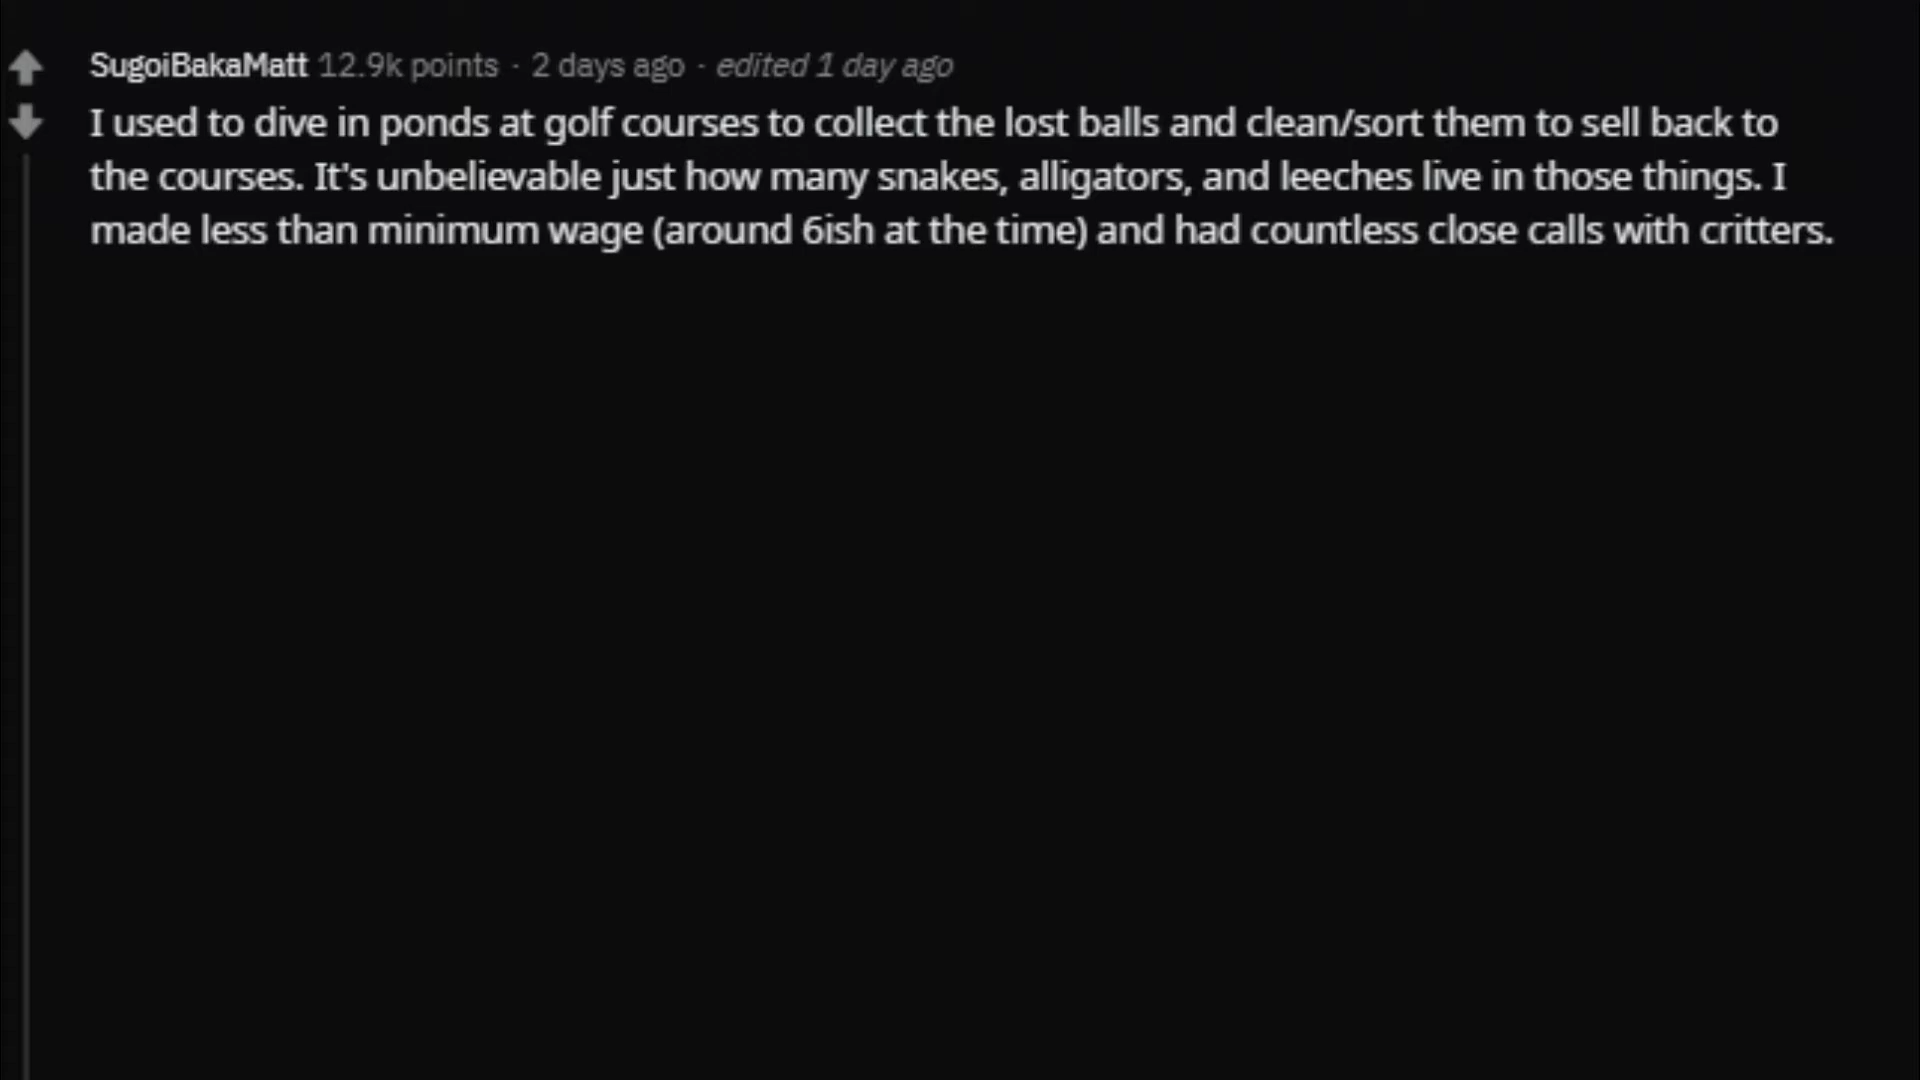 SugoiBakaMatt 12.9k points · 2 days ago · edited 1 day ago
I used to dive in ponds at golf courses to collect the lost balls and clean/sort them to sell back to
the courses. It's unbelievable just how many snakes, alligators, and leeches live in those things. I
made less than minimum wage (around 6ish at the time) and had countless close calls with critters.